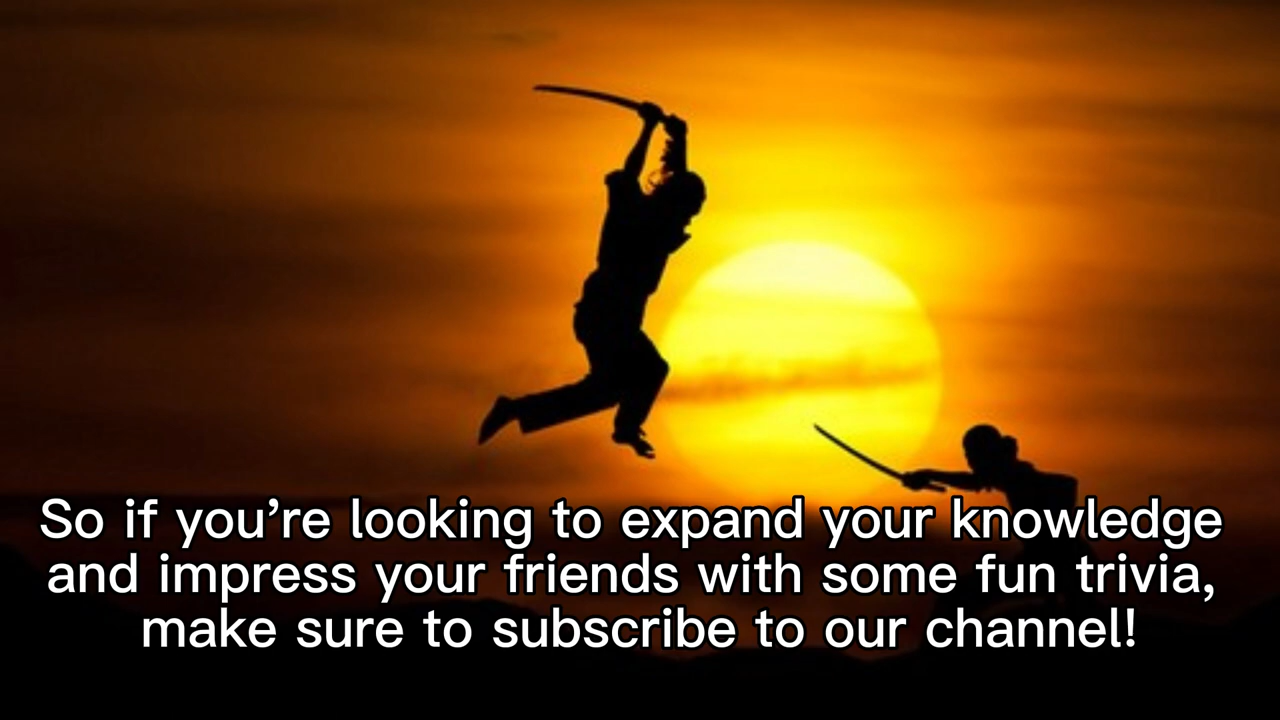 So if you’re looking to expand your knowledge
and impress your friends with some fun trivia,
make sure to subscribe to our channel!